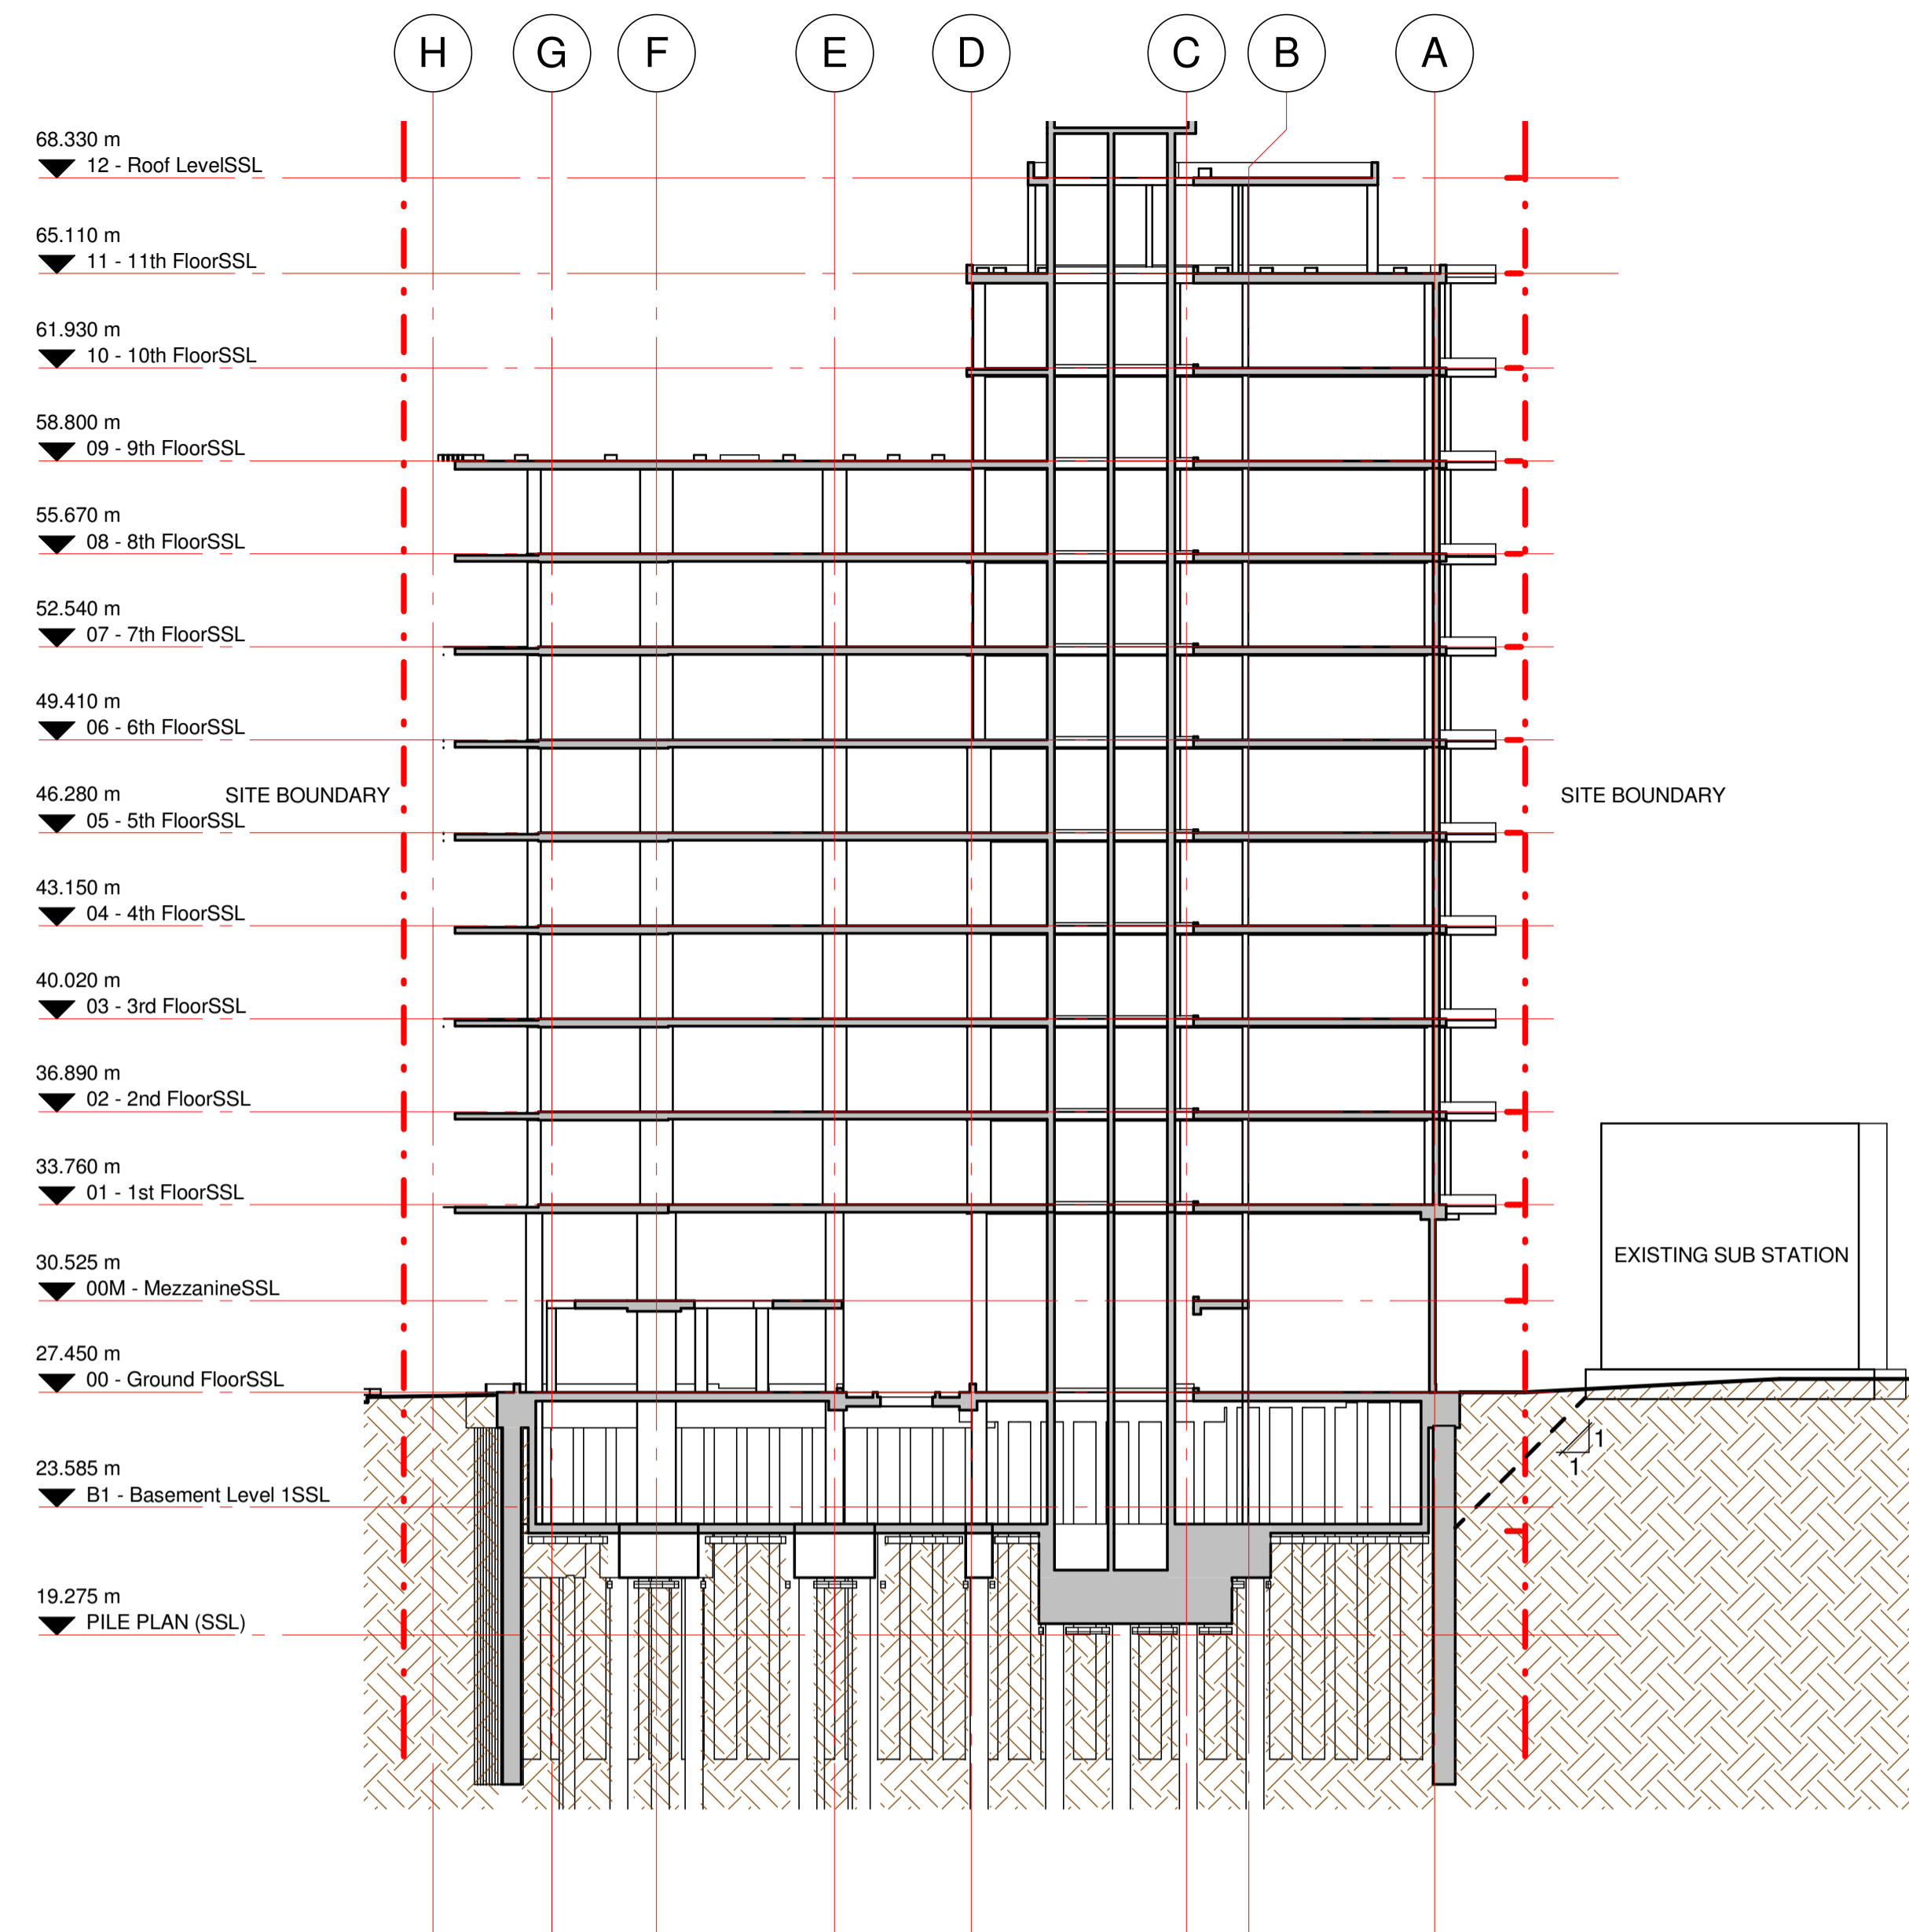 H G F E D C B A
68.330 m
12 - Roof LevelSSL
65.110 m
11 - 11th FloorSSL
61.930 m
10 - 10th FloorSSL
58.800 m
09 - 9th FloorSSL
55.670 m
08 - 8th FloorSSL
52.540 m
07 - 7th FloorSSL
49.410 m
06 - 6th FloorSSL
46.280 m
SITE BOUNDARY
SITE BOUNDARY
05 - 5th FloorSSL
43.150 m
04 - 4th FloorSSL
40.020 m
03 - 3rd FloorSSL
36.890 m
02 - 2nd FloorSSL
33.760 m
01 - 1st FloorSSL
30.525 m
EXISTING SUB STATION
00M - MezzanineSSL
27.450 m
00 - Ground FloorSSL
1
1
23.585 m
B1 - Basement Level 1SSL
19.275 m
PILE PLAN (SSL)